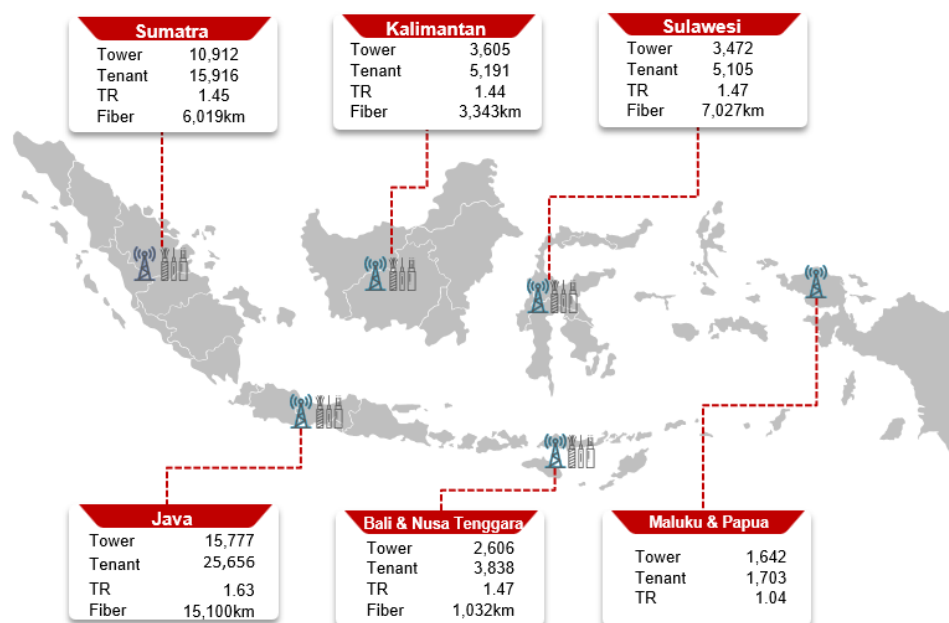 Sumatra
Tower 10,912
Tenant 15,916
TR 1.45
Fiber 6,019km
Kalimantan
Tower 3,605
Tenant 5,191
TR 1.44
Fiber 3,343km
Sulawesi
Tower 3,472
Tenant 5,105
TR 1.47
Fiber 7,027km
Java
Tower 15,777
Tenant 25,656
TR 1.63
Fiber 15,100km
Bali & Nusa Tenggara
Tower 2,606
Tenant 3,838
TR 1.47
Fiber 1,032km
Maluku & Papua
Tower 1,642
Tenant 1,703
TR 1.04